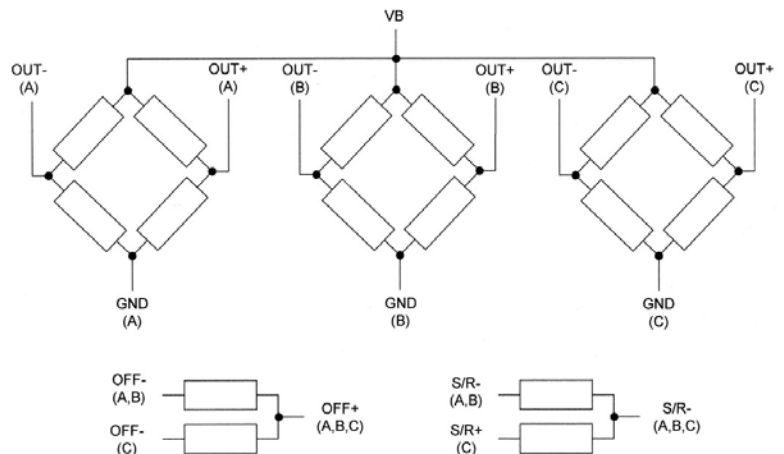 VB
OUT-
(A)
OUT+
(A)
OUT-
(B)
OUT+
(B)
OUT-
(C)
OUT+
(C)
GND
(A)
GND
(B)
GND
(C)
OFF-
(A,B)
OFF-
(C)
OFF+
(A,B,C)
S/R-
(A,B)
S/R+
(C)
S/R-
(A,B,C)